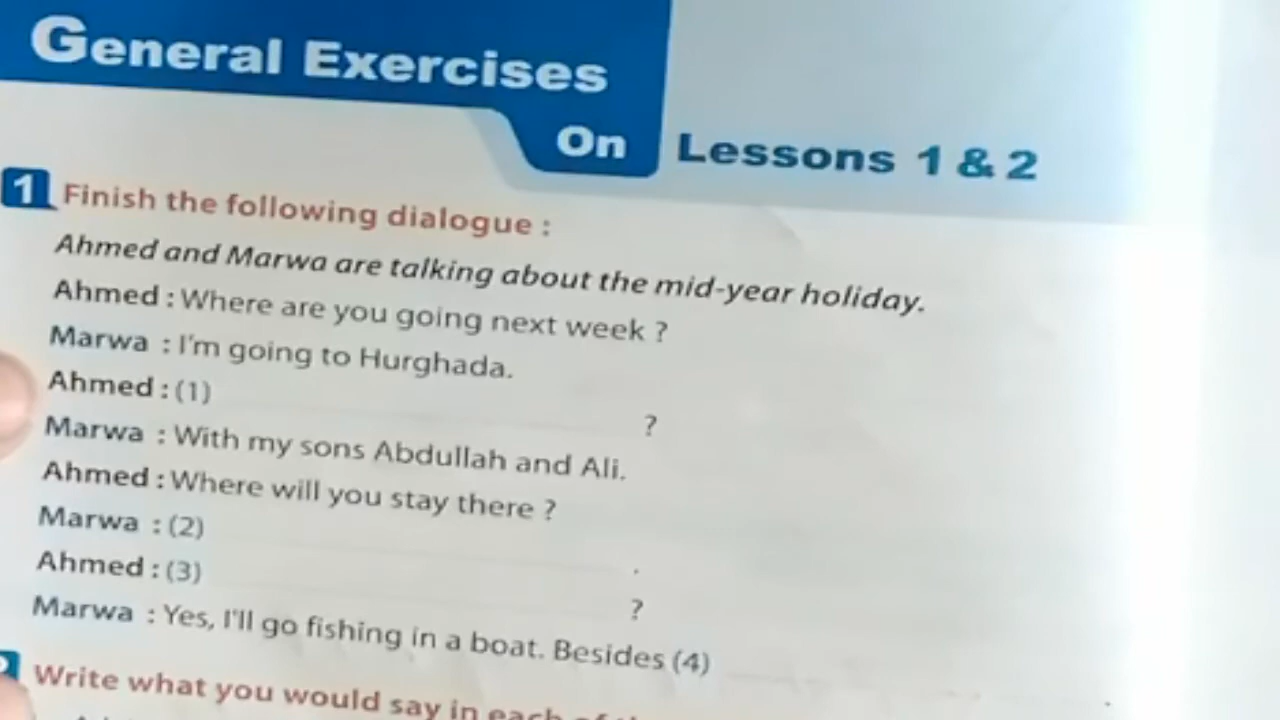 General Exercises
On Lessons 1 & 2
1 Finish the following dialogue :
Ahmed and Marwa are talking about the mid-year holiday.
Ahmed : Where are you going next week ?
Marwa : I'm going to Hurghada.
Ahmed : (1) ?
Marwa : With my sons Abdullah and Ali.
Ahmed : Where will you stay there ?
Marwa : (2) .
Ahmed : (3) ?
Marwa : Yes, I'll go fishing in a boat. Besides (4) .
Write what you would say in each of